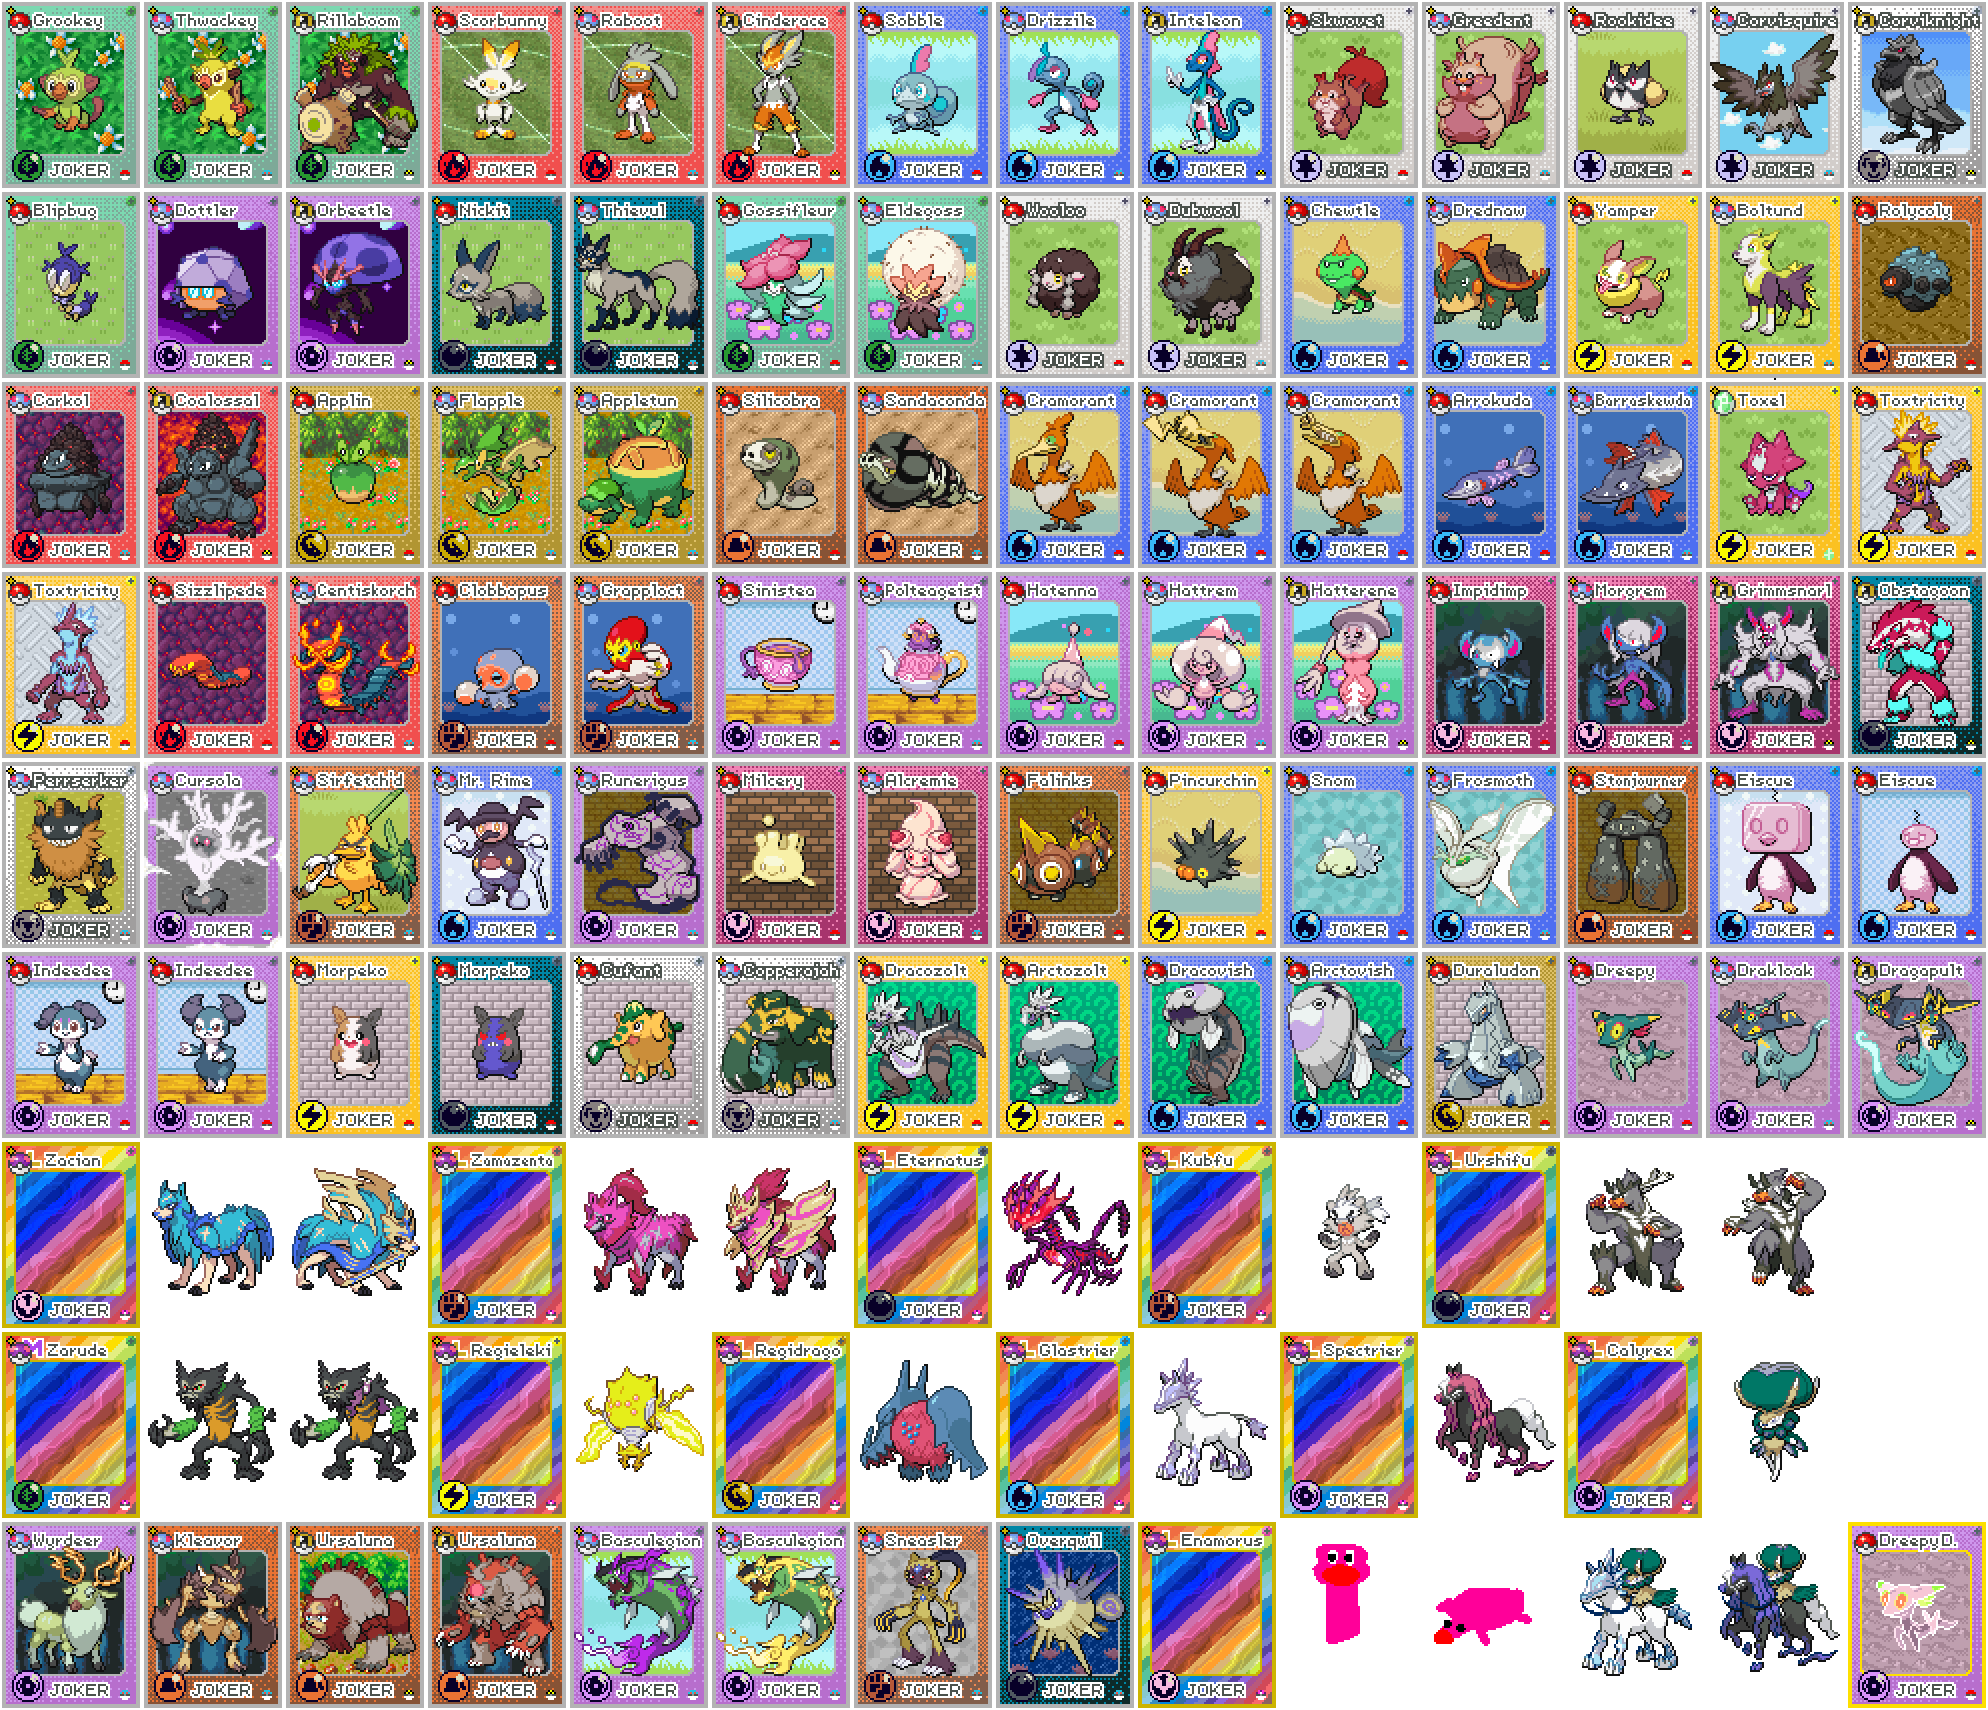 Grookey Thwackey Rillaboom Scorbunny Raboot Cinderace Sobble Drizzile Inteleon Skwovet Greedent Rookidee Corvisquire Corviknight
JOKER JOKER JOKER JOKER JOKER JOKER JOKER JOKER JOKER JOKER JOKER JOKER JOKER JOKER
Blipbug Dottler Orbeetle Nickit Thievul Gossifleur Eldegoss Wooloo Dubwool Chewtle Drednaw Yamper Boltund Rolycoly
JOKER JOKER JOKER JOKER JOKER JOKER JOKER JOKER JOKER JOKER JOKER JOKER JOKER JOKER
Carkol Coalossal Applin Flapple Appletun Silicobra Sandaconda Cramorant Cramorant Cramorant Arrokuda Barraskewda Toxel Toxtricity
JOKER JOKER JOKER JOKER JOKER JOKER JOKER JOKER JOKER JOKER JOKER JOKER JOKER JOKER
Toxtricity Sizzlipede Centiskorch Clobbopus Grapploct Sinistea Polteageist Hatenna Hattrem Hatterene Impidimp Morgrem Grimmsnarl Obstagoon
JOKER JOKER JOKER JOKER JOKER JOKER JOKER JOKER JOKER JOKER JOKER JOKER JOKER JOKER
Perrserker Cursola Sirfetchd Mr. Rime Runerigus Milcery Alcremie Falinks Pincurchin Snom Frosmoth Stonjourner Eiscue Eiscue
JOKER JOKER JOKER JOKER JOKER JOKER JOKER JOKER JOKER JOKER JOKER JOKER JOKER JOKER
Indeedee Indeedee Morpeko Morpeko Cufant Copperajah Dracozolt Arctozolt Dracovish Arctovish Duraludon Dreepy Drakloak Dragapult
JOKER JOKER JOKER JOKER JOKER JOKER JOKER JOKER JOKER JOKER JOKER JOKER JOKER JOKER
L Zacian L Zamazenta L Eternatus L Kubfu L Urshifu
JOKER JOKER JOKER JOKER JOKER
M Zarude L Regieleki L Regidrago L Glastrier L Spectrier L Calyrex
JOKER JOKER JOKER JOKER JOKER JOKER
Wyrdeer Kleavor Ursaluna Ursaluna Basculegion Basculegion Sneasler Overqwil L Enamorus Dreepy D.
JOKER JOKER JOKER JOKER JOKER JOKER JOKER JOKER JOKER JOKER